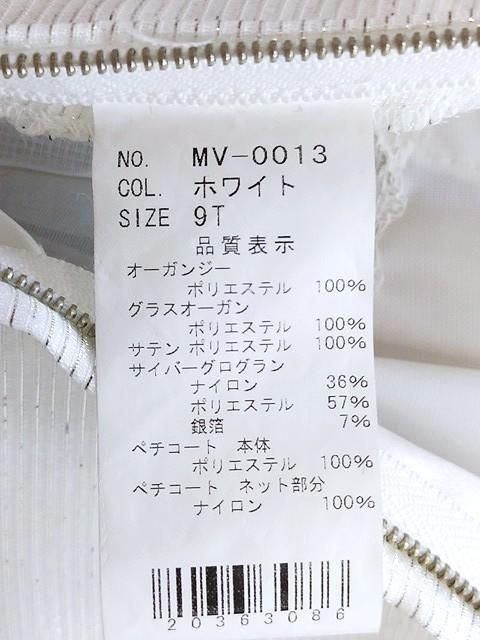 NO. MV-0013
COL. ホワイト
SIZE 9T
品質表示
オーガンジー
ポリエステル 100%
グラスオーガン
ポリエステル 100%
サテン ポリエステル 100%
サイバーグログラン
ナイロン 36%
ポリエステル 57%
銀箔 7%
ペチコート 本体
ポリエステル 100%
ペチコート ネット部分
ナイロン 100%
20363086